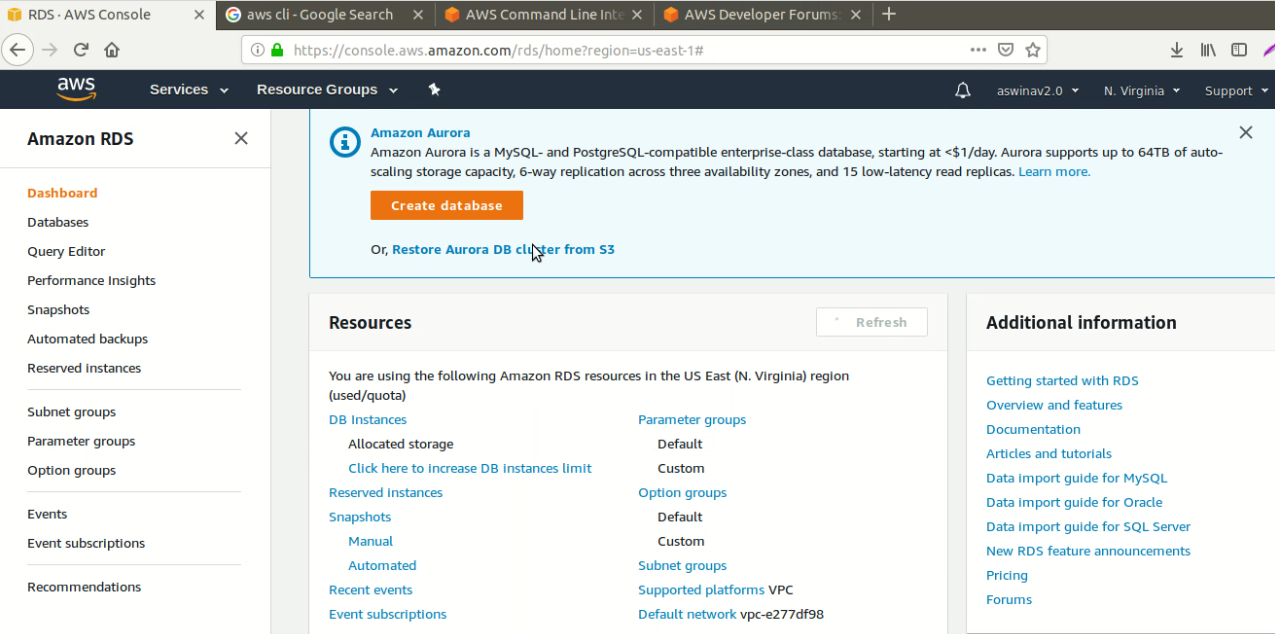 RDS · AWS Console
aws cli - Google Search
AWS Command Line Inte
AWS Developer Forums:
https://console.aws.amazon.com/rds/home?region=us-east-1#
aws
Services
Resource Groups
aswinav2.0
N. Virginia
Support
Amazon RDS
Dashboard
Databases
Query Editor
Performance Insights
Snapshots
Automated backups
Reserved instances
Subnet groups
Parameter groups
Option groups
Events
Event subscriptions
Recommendations
Amazon Aurora
Amazon Aurora is a MySQL- and PostgreSQL-compatible enterprise-class database, starting at <$1/day. Aurora supports up to 64TB of auto-
scaling storage capacity, 6-way replication across three availability zones, and 15 low-latency read replicas. Learn more.
Create database
Or, Restore Aurora DB cluster from S3
Resources
Refresh
You are using the following Amazon RDS resources in the US East (N. Virginia) region
(used/quota)
DB Instances
Allocated storage
Click here to increase DB instances limit
Reserved instances
Snapshots
Manual
Automated
Recent events
Event subscriptions
Parameter groups
Default
Custom
Option groups
Default
Custom
Subnet groups
Supported platforms VPC
Default network vpc-e277df98
Additional information
Getting started with RDS
Overview and features
Documentation
Articles and tutorials
Data import guide for MySQL
Data import guide for Oracle
Data import guide for SQL Server
New RDS feature announcements
Pricing
Forums